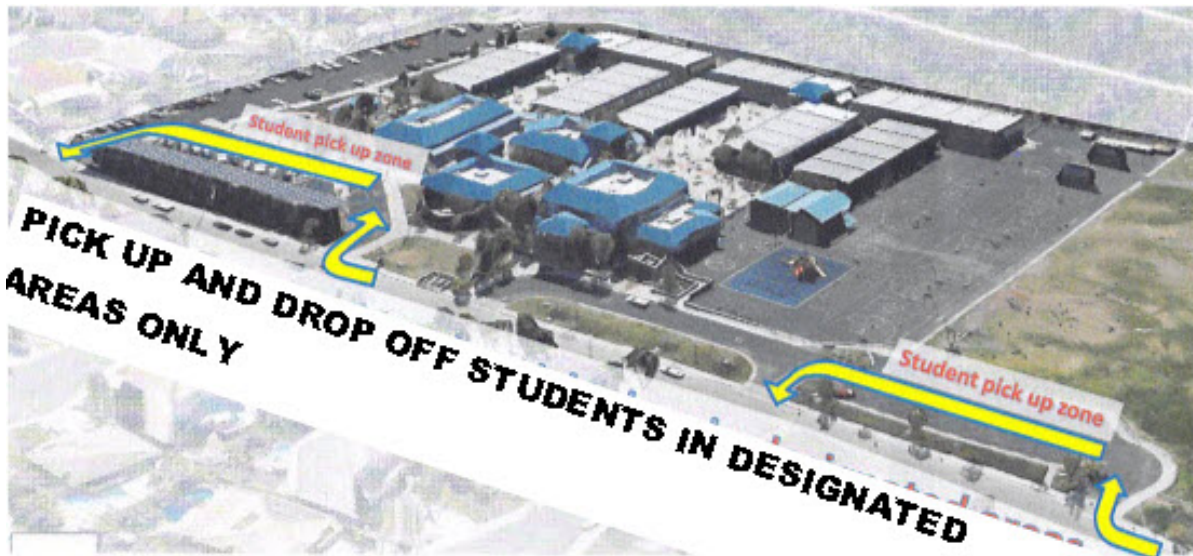 Student pick up zone
PICK UP AND DROP OFF STUDENTS IN DESIGNATED
AREAS ONLY
Student pick up zone